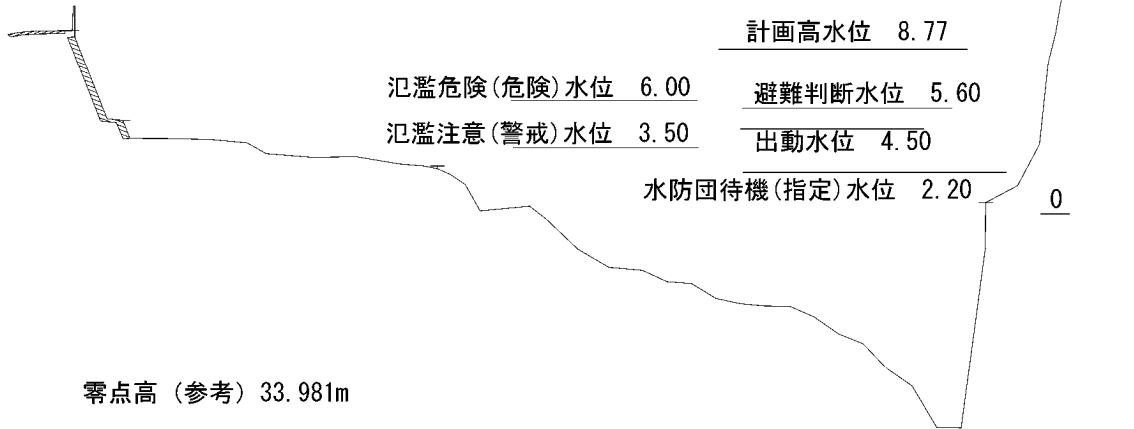 計画高水位 8.77
氾濫危険(危険)水位 6.00
避難判断水位 5.60
氾濫注意(警戒)水位 3.50
出動水位 4.50
水防団待機(指定)水位 2.20
0
零点高 (参考) 33.981m